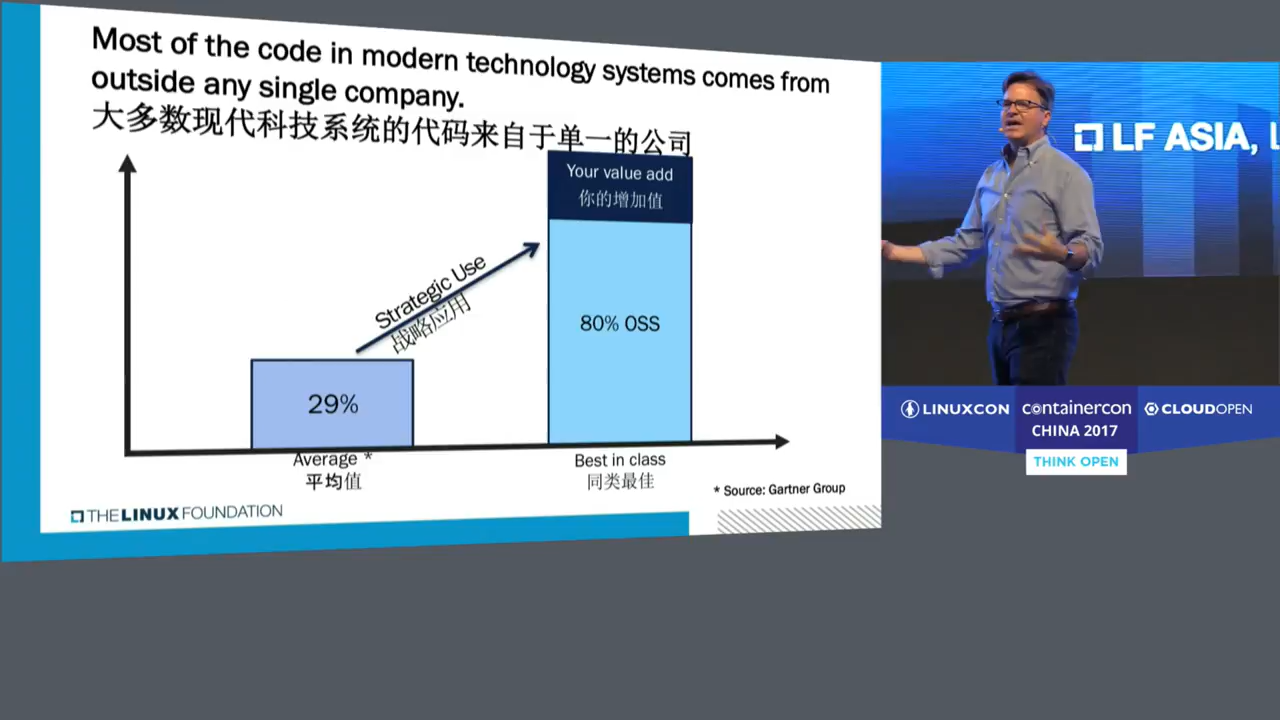 Most of the code in modern technology systems comes from
outside any single company.
大多数现代科技系统的代码来自于单一的公司
Your value add
你的增加值
Strategic Use
战略应用
80% OSS
29%
Average *
平均值
Best in class
同类最佳
* Source: Gartner Group
THE LINUX FOUNDATION
LF ASIA, L
LINUXCON
containercon
CLOUDOPEN
CHINA 2017
THINK OPEN